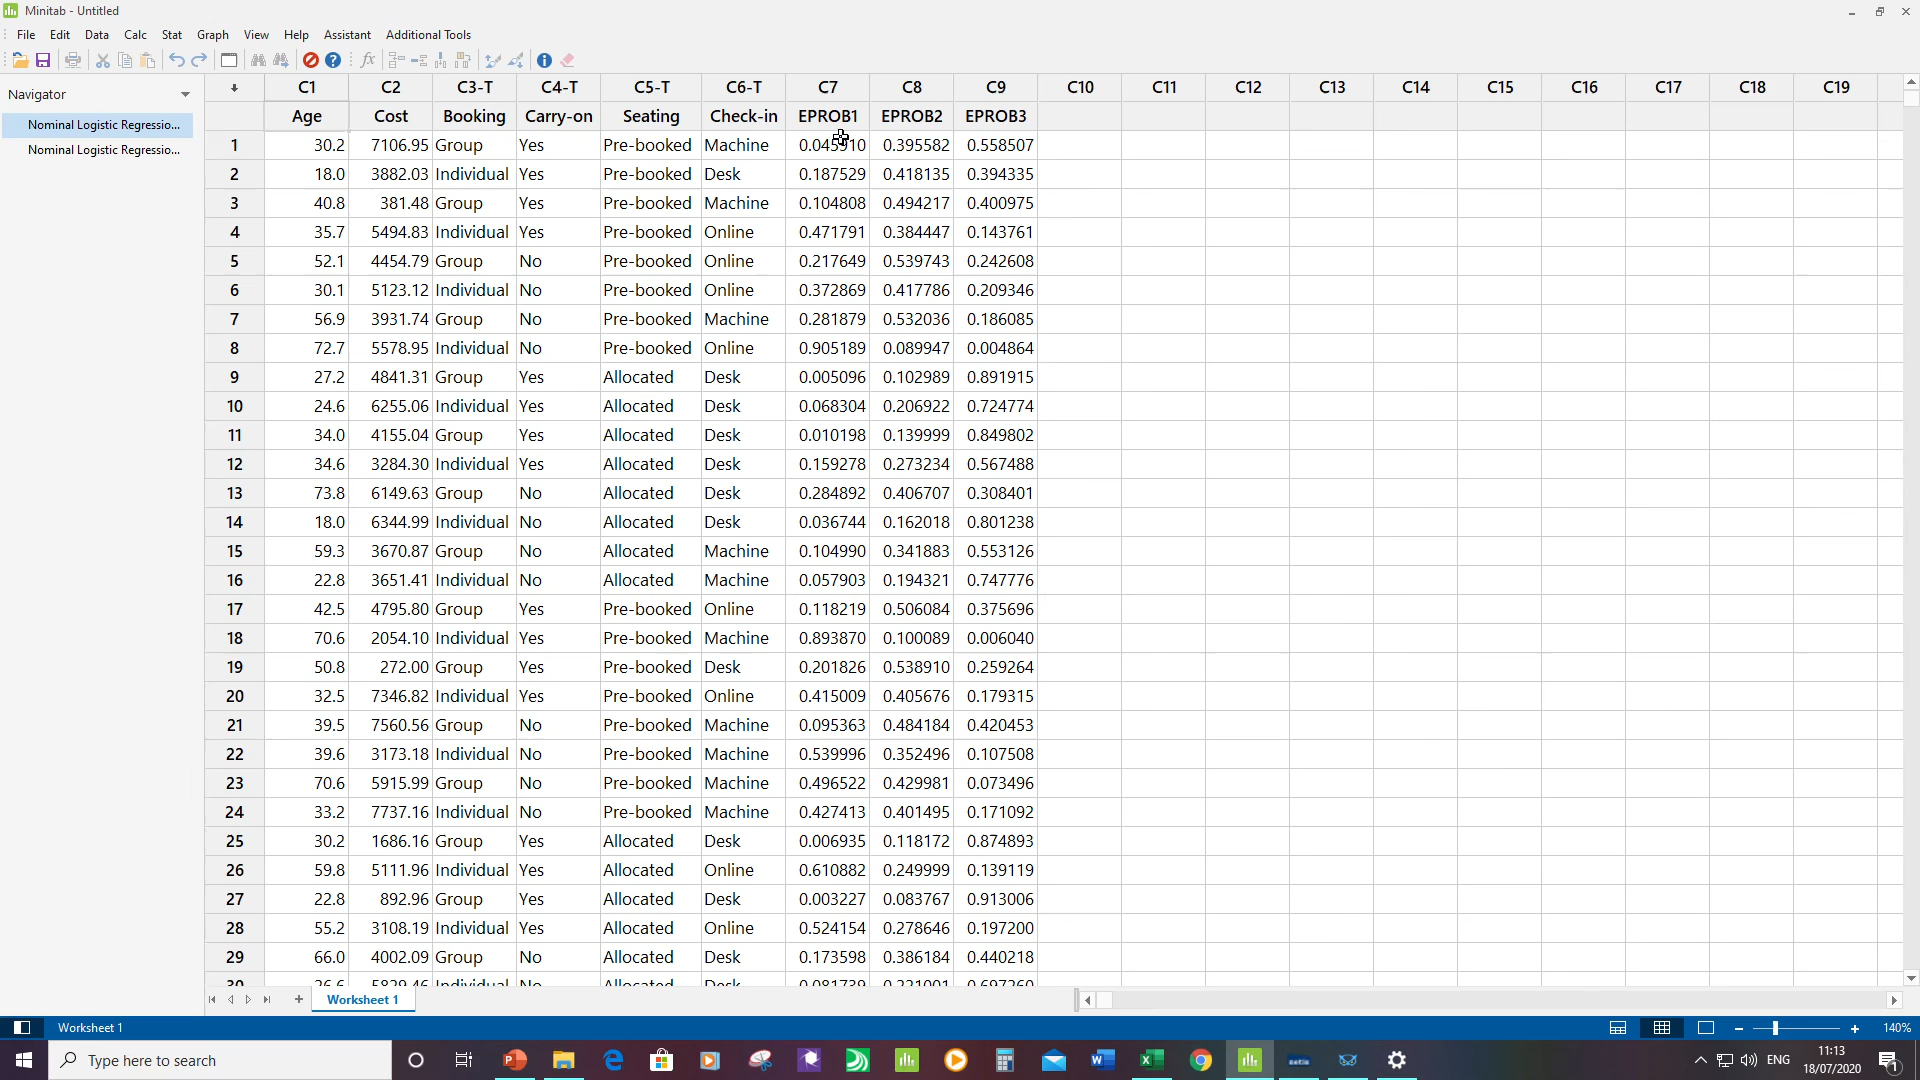 Minitab - Untitled
File Edit Data Calc Stat Graph View Help Assistant Additional Tools
Navigator
Nominal Logistic Regressio...
Nominal Logistic Regressio...
C1 C2 C3-T C4-T C5-T C6-T C7 C8 C9 C10 C11 C12 C13 C14 C15 C16 C17 C18 C19
Age Cost Booking Carry-on Seating Check-in EPROB1 EPROB2 EPROB3
1 30.2 7106.95 Group Yes Pre-booked Machine 0.395582 0.558507
2 18.0 3882.03 Individual Yes Pre-booked Desk 0.187529 0.418135 0.394335
3 40.8 381.48 Group Yes Pre-booked Machine 0.104808 0.494217 0.400975
4 35.7 5494.83 Individual Yes Pre-booked Online 0.471791 0.384447 0.143761
5 52.1 4454.79 Group No Pre-booked Online 0.217649 0.539743 0.242608
6 30.1 5123.12 Individual No Pre-booked Online 0.372869 0.417786 0.209346
7 56.9 3931.74 Group No Pre-booked Machine 0.281879 0.532036 0.186085
8 72.7 5578.95 Individual No Pre-booked Online 0.905189 0.089947 0.004864
9 27.2 4841.31 Group Yes Allocated Desk 0.005096 0.102989 0.891915
10 24.6 6255.06 Individual Yes Allocated Desk 0.068304 0.206922 0.724774
11 34.0 4155.04 Group Yes Allocated Desk 0.010198 0.139999 0.849802
12 34.6 3284.30 Individual Yes Allocated Desk 0.159278 0.273234 0.567488
13 73.8 6149.63 Group No Allocated Desk 0.284892 0.406707 0.308401
14 18.0 6344.99 Individual No Allocated Desk 0.036744 0.162018 0.801238
15 59.3 3670.87 Group No Allocated Machine 0.104990 0.341883 0.553126
16 22.8 3651.41 Individual No Allocated Machine 0.057903 0.194321 0.747776
17 42.5 4795.80 Group Yes Pre-booked Online 0.118219 0.506084 0.375696
18 70.6 2054.10 Individual Yes Pre-booked Machine 0.893870 0.100089 0.006040
19 50.8 272.00 Group Yes Pre-booked Desk 0.201826 0.538910 0.259264
20 32.5 7346.82 Individual Yes Pre-booked Online 0.415009 0.405676 0.179315
21 39.5 7560.56 Group No Pre-booked Machine 0.095363 0.484184 0.420453
22 39.6 3173.18 Individual No Pre-booked Machine 0.539996 0.352496 0.107508
23 70.6 5915.99 Group No Pre-booked Machine 0.496522 0.429981 0.073496
24 33.2 7737.16 Individual No Pre-booked Machine 0.427413 0.401495 0.171092
25 30.2 1686.16 Group Yes Allocated Desk 0.006935 0.118172 0.874893
26 59.8 5111.96 Individual Yes Allocated Online 0.610882 0.249999 0.139119
27 22.8 892.96 Group Yes Allocated Desk 0.003227 0.083767 0.913006
28 55.2 3108.19 Individual Yes Allocated Online 0.524154 0.278646 0.197200
29 66.0 4002.09 Group No Allocated Desk 0.173598 0.386184 0.440218
30 Individual No Allocated Desk
Worksheet 1
Worksheet 1
140%
Type here to search
ENG
11:13
18/07/2020